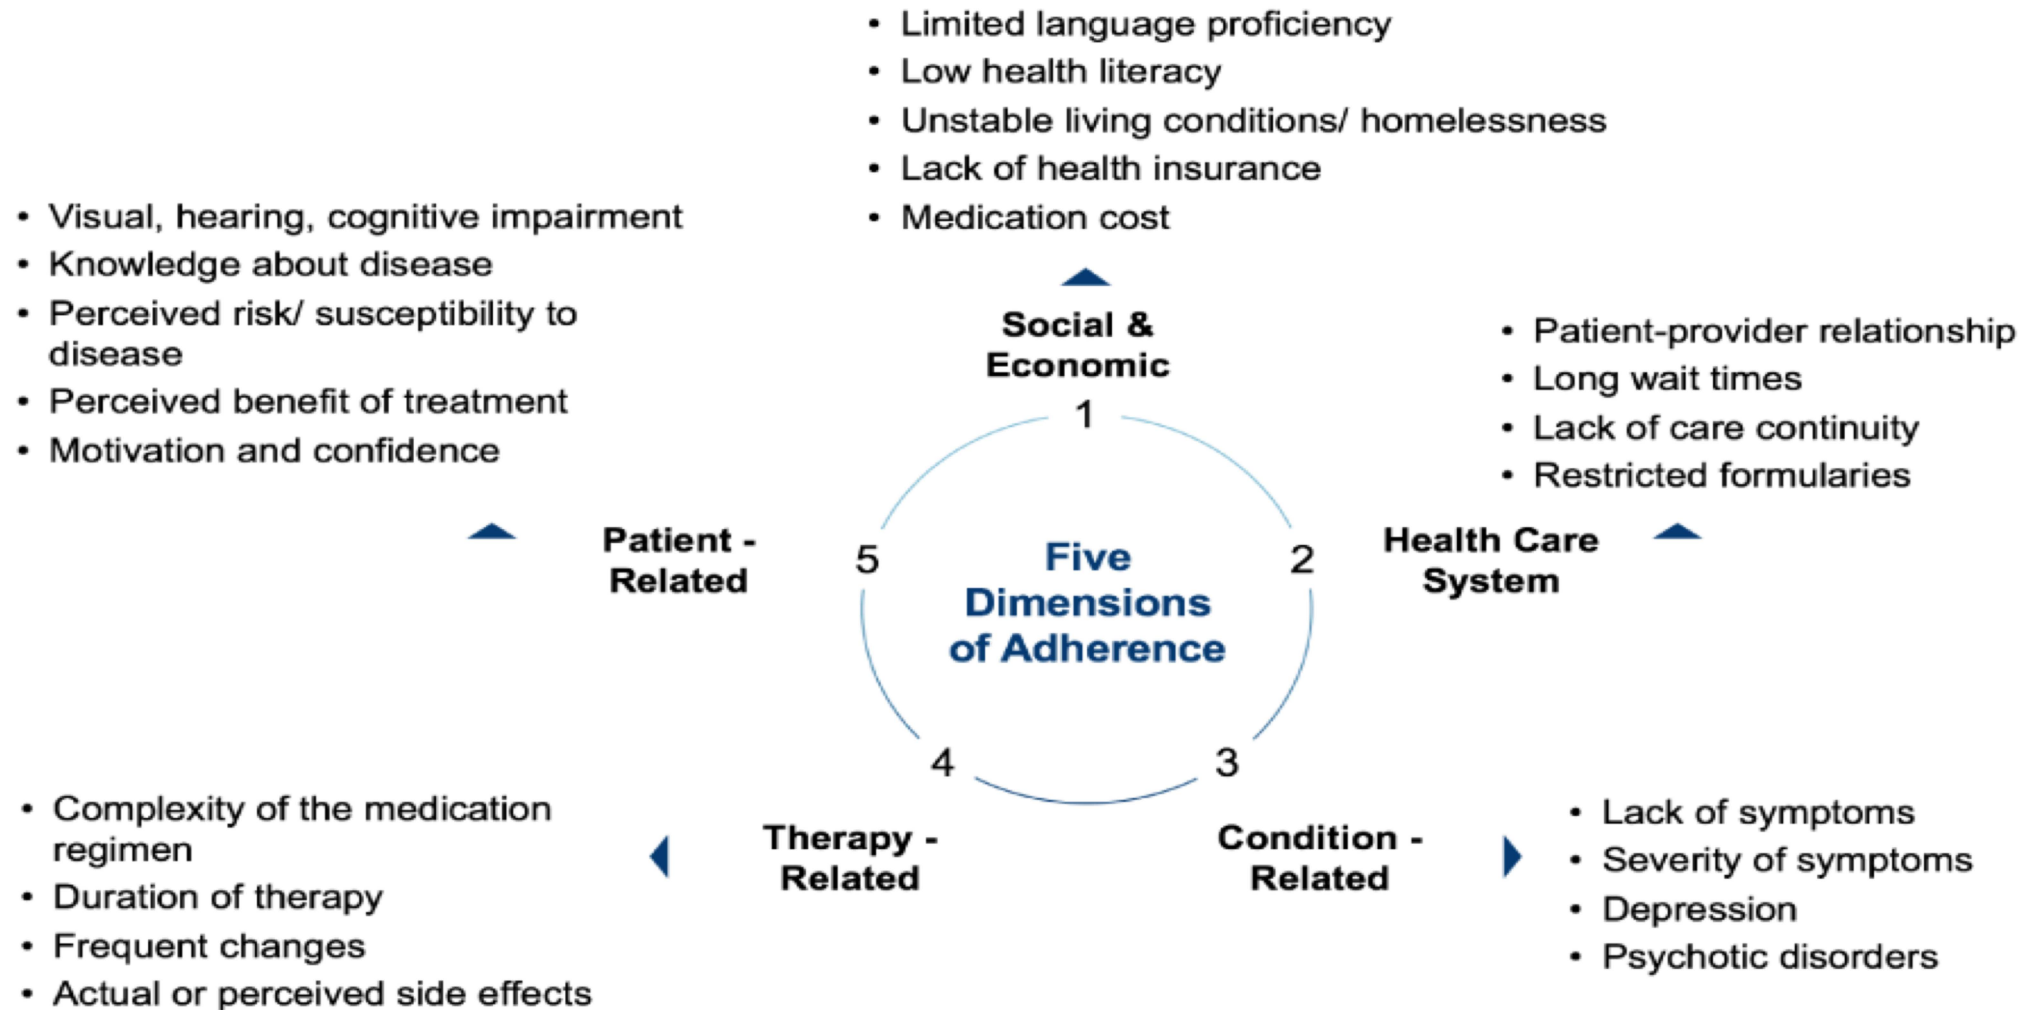 • Limited language proficiency
• Low health literacy
• Unstable living conditions/ homelessness
• Lack of health insurance
• Medication cost
Social &
Economic
1
• Patient-provider relationship
• Long wait times
• Lack of care continuity
• Restricted formularies
Health Care
System
2
• Lack of symptoms
• Severity of symptoms
• Depression
• Psychotic disorders
Condition -
Related
3
• Complexity of the medication
regimen
• Duration of therapy
• Frequent changes
• Actual or perceived side effects
Therapy -
Related
4
• Visual, hearing, cognitive impairment
• Knowledge about disease
• Perceived risk/ susceptibility to
disease
• Perceived benefit of treatment
• Motivation and confidence
Patient -
Related
5
Five
Dimensions
of Adherence